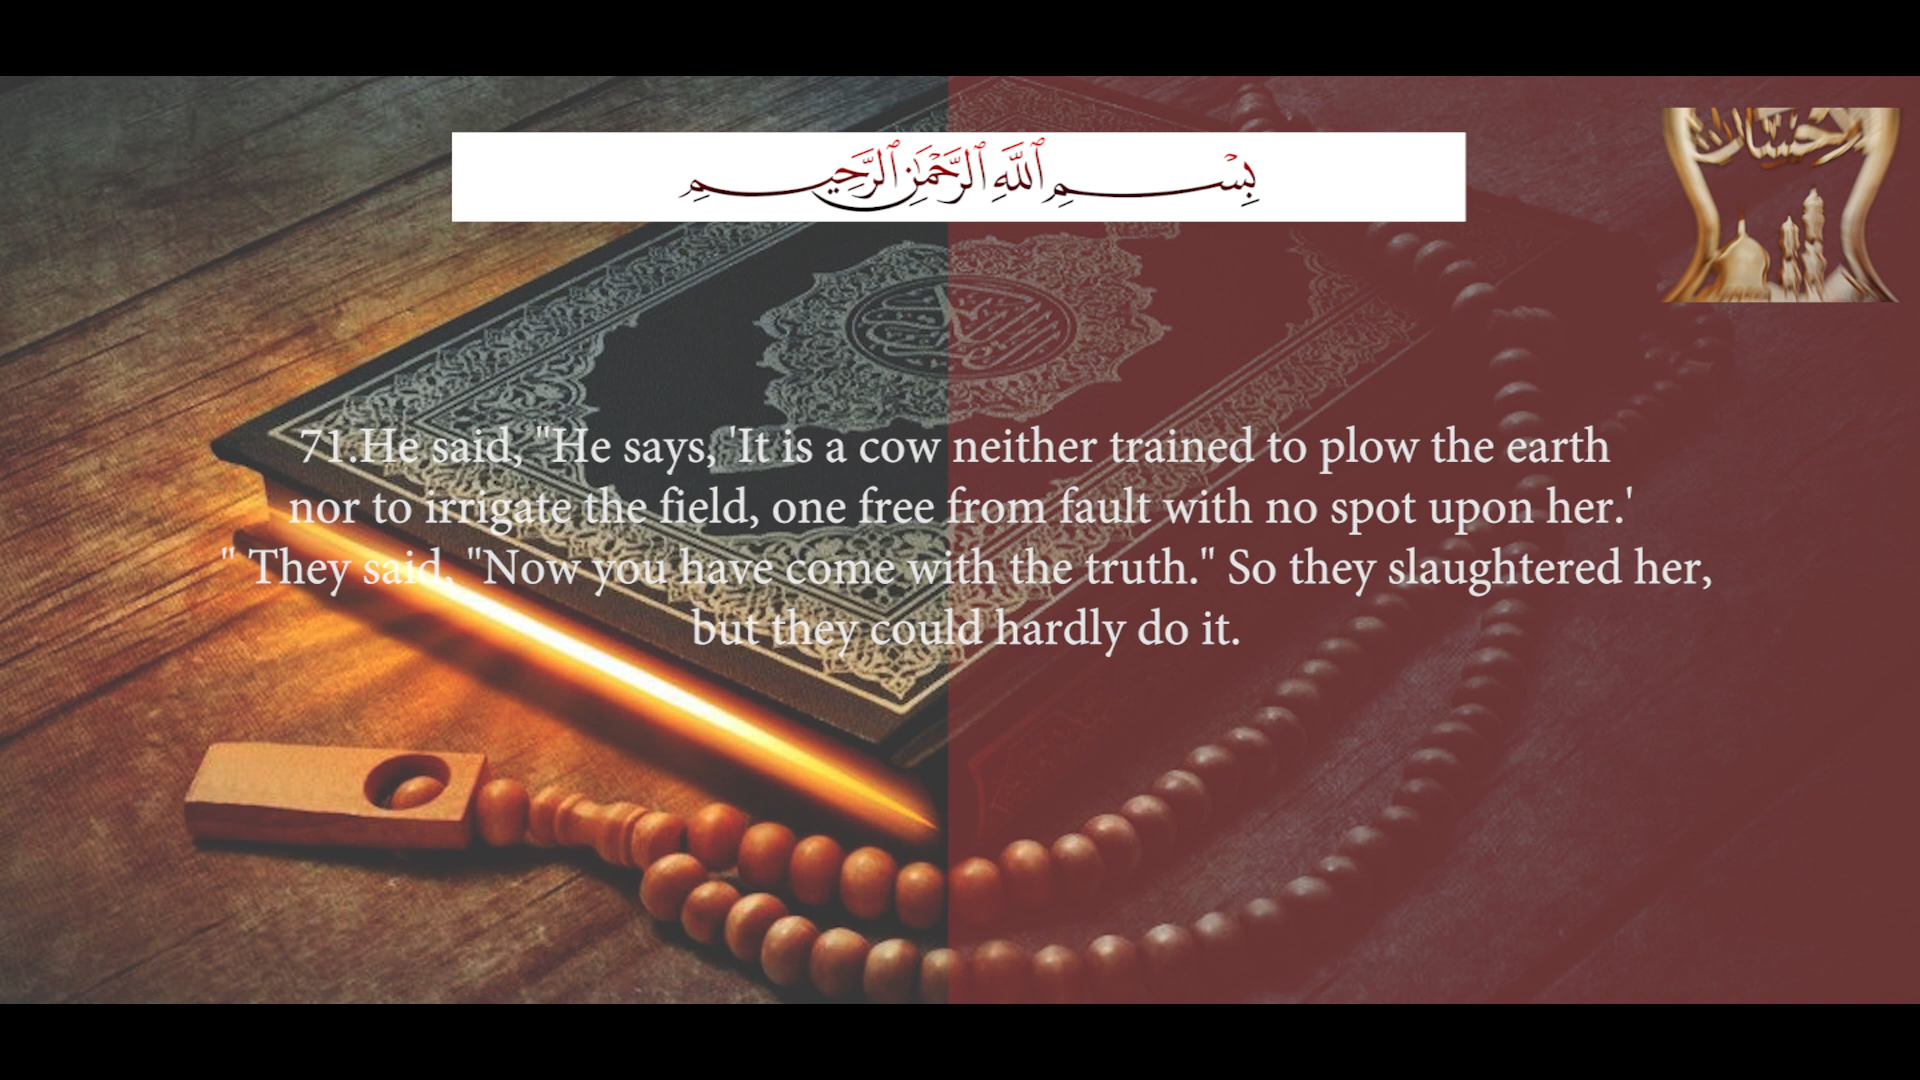 بِسْمِ ٱللَّهِ ٱلرَّحْمَٰنِ ٱلرَّحِيمِ
الاحسان
71.He said, "He says, 'It is a cow neither trained to plow the earth
nor to irrigate the field, one free from fault with no spot upon her.'
" They said, "Now you have come with the truth." So they slaughtered her,
but they could hardly do it.